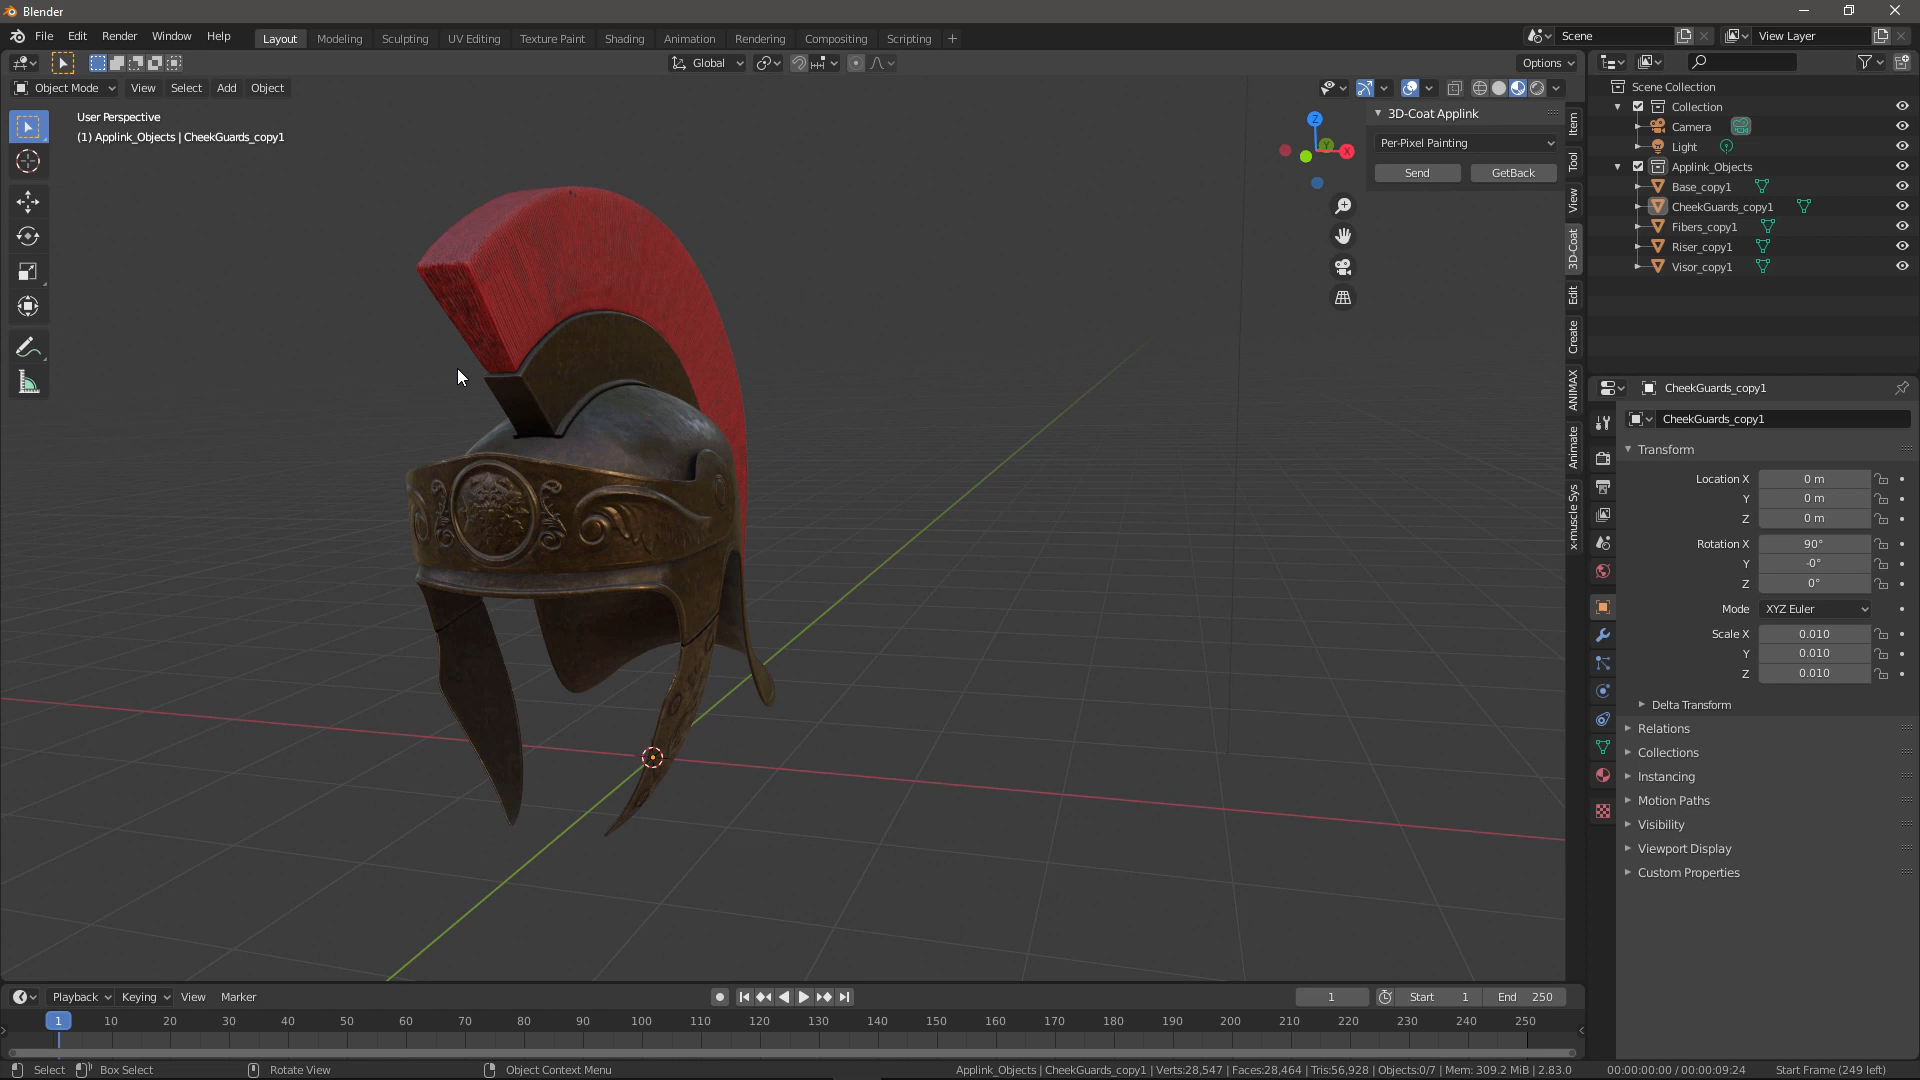 Blender
File Edit Render Window Help Layout Modeling Sculpting UV Editing Texture Paint Shading Animation Rendering Compositing Scripting + Scene View Layer
Global Options
Object Mode View Select Add Object
User Perspective
(1) Applink_Objects | CheekGuards_copy1
Z
Y
X
3D-Coat Applink
Per-Pixel Painting
Send GetBack
Item
Tool
View
3D-Coat
Edit
Create
ANIMAX
Animate
x-muscle Sys
Scene Collection
Collection
Camera
Light
Applink_Objects
Base_copy1
CheekGuards_copy1
Fibers_copy1
Riser_copy1
Visor_copy1
CheekGuards_copy1
CheekGuards_copy1
Transform
Location X 0 m
Y 0 m
Z 0 m
Rotation X 90°
Y -0°
Z 0°
Mode XYZ Euler
Scale X 0.010
Y 0.010
Z 0.010
Delta Transform
Relations
Collections
Instancing
Motion Paths
Visibility
Viewport Display
Custom Properties
Playback Keying View Marker 1 Start 1 End 250
1 10 20 30 40 50 60 70 80 90 100 110 120 130 140 150 160 170 180 190 200 210 220 230 240 250
Select Box Select Rotate View Object Context Menu Applink_Objects | CheekGuards_copy1 | Verts:28,547 | Faces:28,464 | Tris:56,928 | Objects:0/7 | Mem: 309.2 MiB | 2.83.0 00:00:00:00 / 00:00:09:24 Start Frame (249 left)